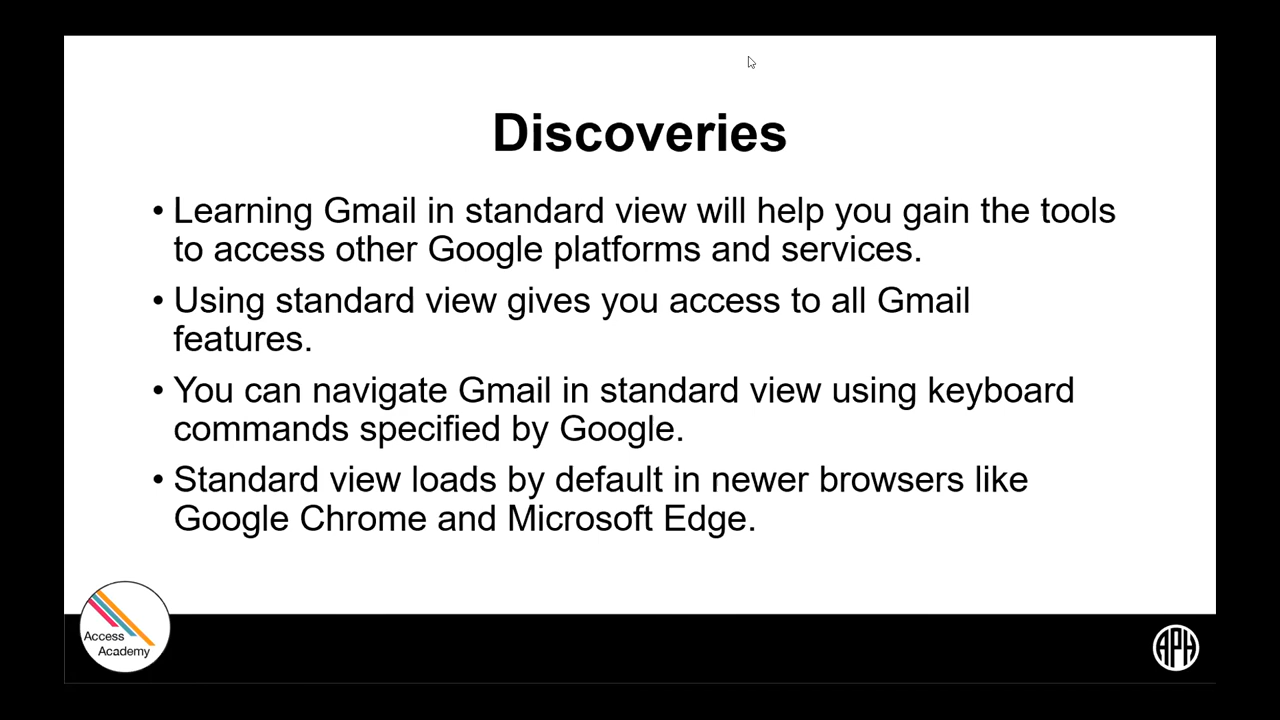 Discoveries
• Learning Gmail in standard view will help you gain the tools
to access other Google platforms and services.
• Using standard view gives you access to all Gmail
features.
• You can navigate Gmail in standard view using keyboard
commands specified by Google.
• Standard view loads by default in newer browsers like
Google Chrome and Microsoft Edge.
Access
Academy
APH